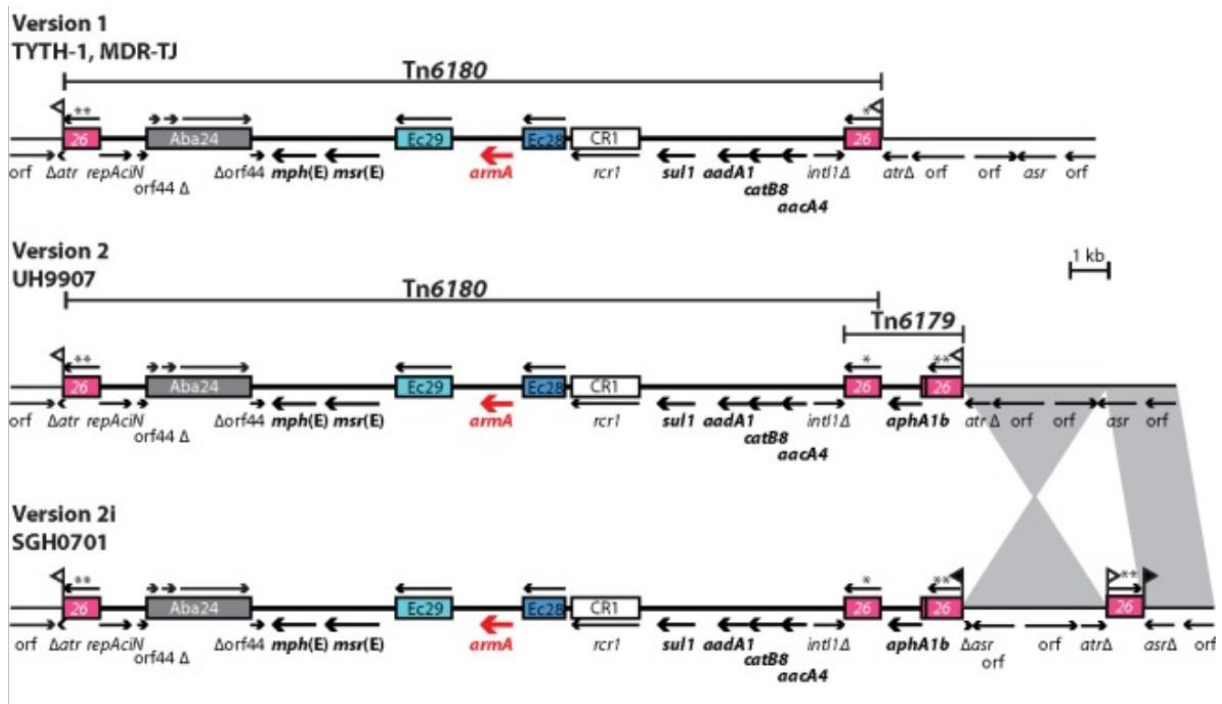 Version 1
TYTH-1, MDR-TJ
Tn6180
** *
26 Aba24 Ec29 Ec28 CR1 26
orf Δatr repAciN Δorf44 mph(E) msr(E) armA rcr1 sul1 aadA1 intI1Δ atrΔ orf orf asr orf
orf44 Δ catB8
aacA4
Version 2
UH9907
1 kb
Tn6180
Tn6179
** * **
26 Aba24 Ec29 Ec28 CR1 26 26
orf Δatr repAciN Δorf44 mph(E) msr(E) armA rcr1 sul1 aadA1 intI1Δ aphA1b atr Δ orf orf asr orf
orf44 Δ catB8
aacA4
Version 2i
SGH0701
** * ** **
26 Aba24 Ec29 Ec28 CR1 26 26 26
orf Δatr repAciN Δorf44 mph(E) msr(E) armA rcr1 sul1 aadA1 intI1Δ aphA1b Δasr orf atrΔ asrΔ orf
orf44 Δ catB8 orf
aacA4